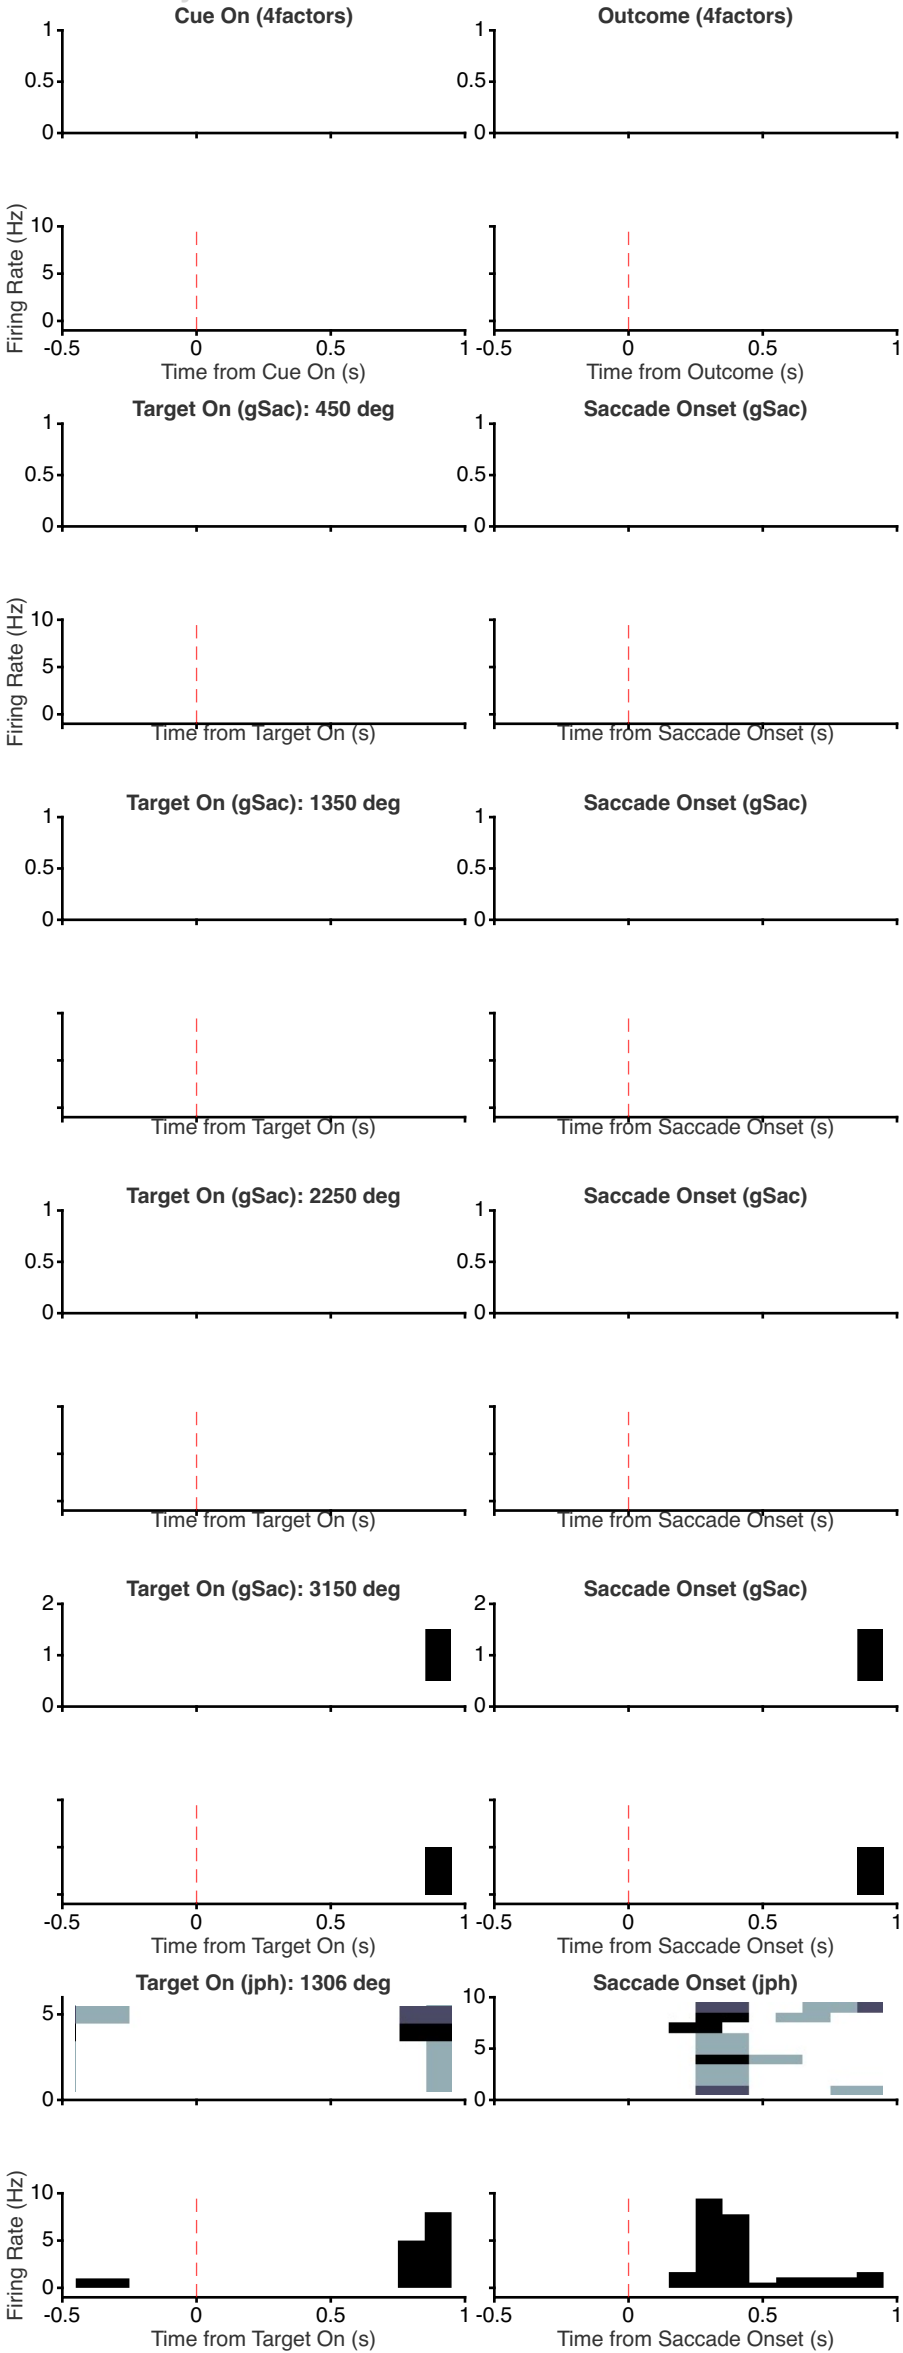 Cue On (4factors) Outcome (4factors)
1 1
0.5 0.5
0 0
Firing Rate (Hz)
10
5
0
-0.5 0 0.5 1 -0.5 0 0.5 1
Time from Cue On (s) Time from Outcome (s)
Target On (gSac): 450 deg Saccade Onset (gSac)
1 1
0.5 0.5
0 0
Firing Rate (Hz)
10
5
0
Time from Target On (s) Time from Saccade Onset (s)
Target On (gSac): 1350 deg Saccade Onset (gSac)
1 1
0.5 0.5
0 0
Time from Target On (s) Time from Saccade Onset (s)
Target On (gSac): 2250 deg Saccade Onset (gSac)
1 1
0.5 0.5
0 0
Time from Target On (s) Time from Saccade Onset (s)
Target On (gSac): 3150 deg Saccade Onset (gSac)
2 2
1 1
0 0
-0.5 0 0.5 1 -0.5 0 0.5 1
Time from Target On (s) Time from Saccade Onset (s)
Target On (jph): 1306 deg Saccade Onset (jph)
10
5 5
0 0
Firing Rate (Hz)
10
5
0
-0.5 0 0.5 1 -0.5 0 0.5 1
Time from Target On (s) Time from Saccade Onset (s)